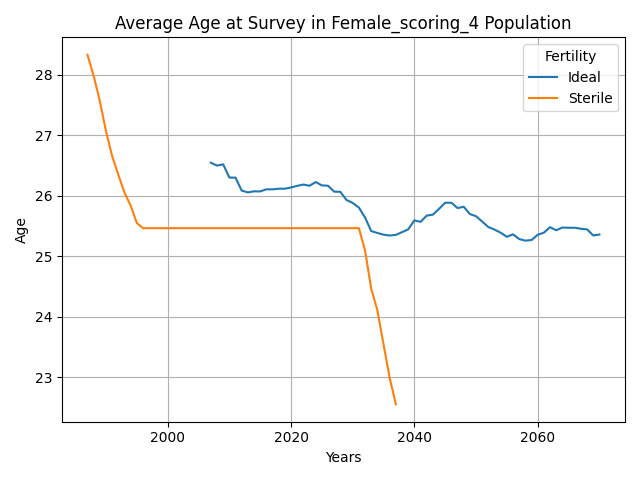 Average Age at Survey in Female_scoring_4 Population
Fertility
Ideal
Sterile
28
27
26
25
24
23
Age
2000
2020
2040
2060
Years